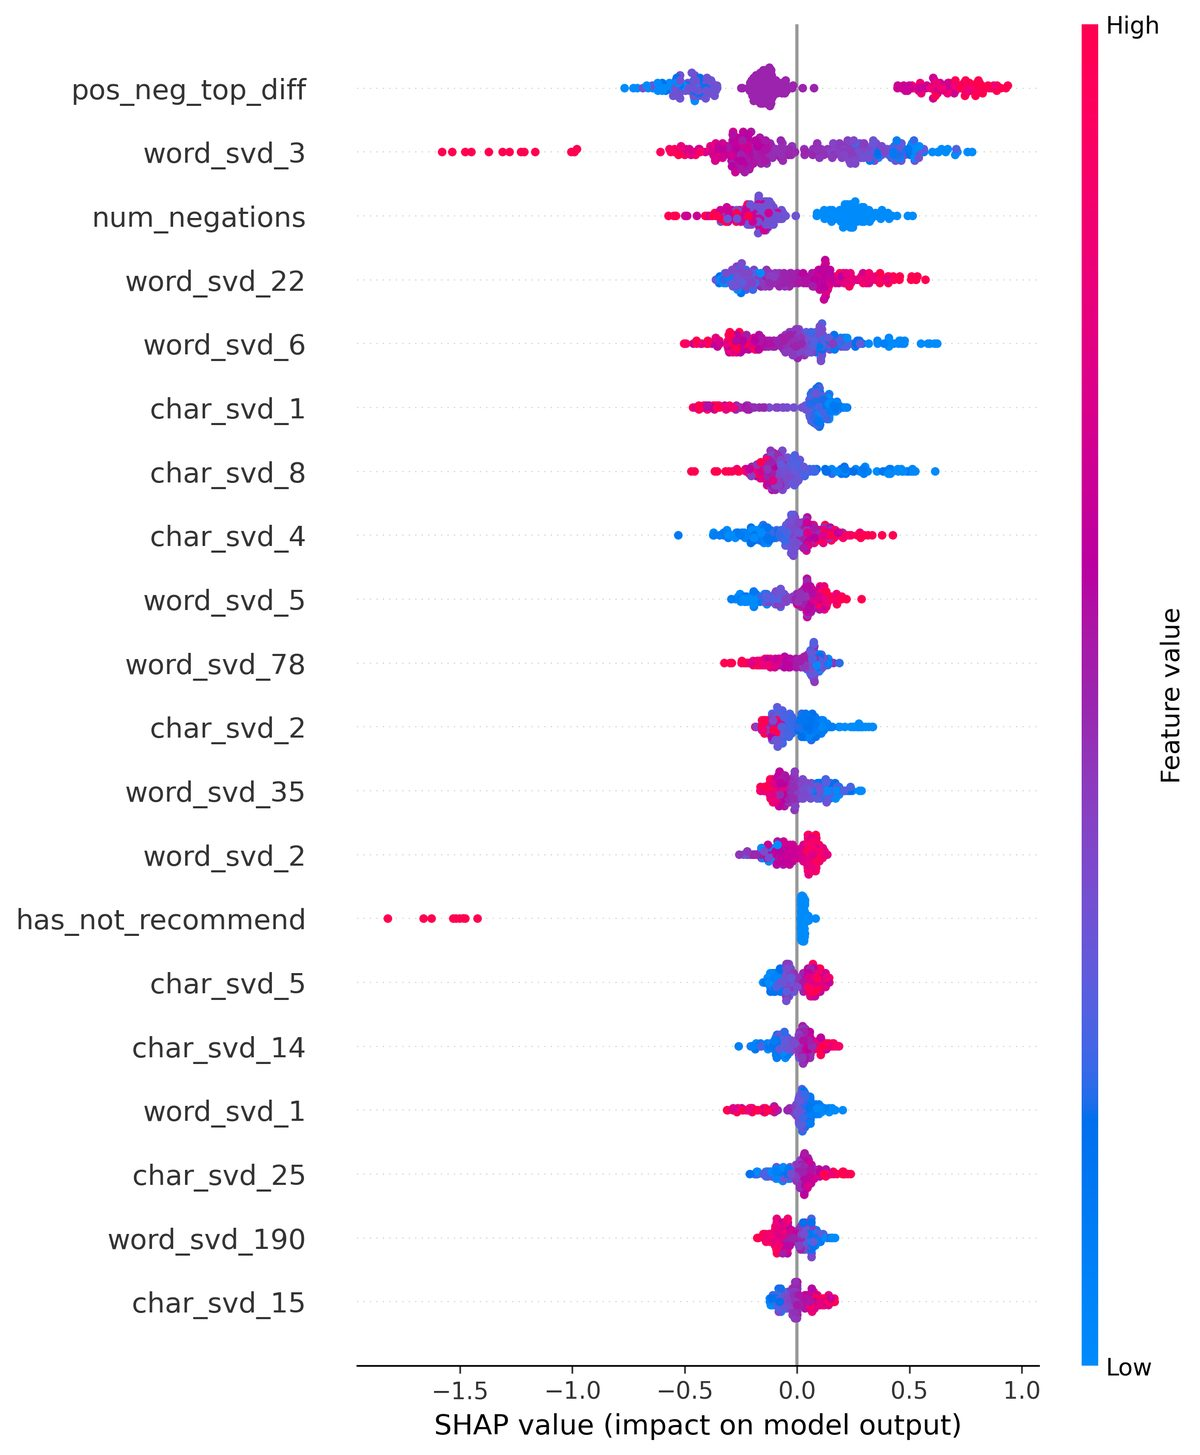 High
pos_neg_top_diff
word_svd_3
num_negations
word_svd_22
word_svd_6
char_svd_1
char_svd_8
char_svd_4
word_svd_5
word_svd_78
char_svd_2
word_svd_35
word_svd_2
has_not_recommend
char_svd_5
char_svd_14
word_svd_1
char_svd_25
word_svd_190
char_svd_15
Feature value
Low
−1.5 −1.0 −0.5 0.0 0.5 1.0
SHAP value (impact on model output)